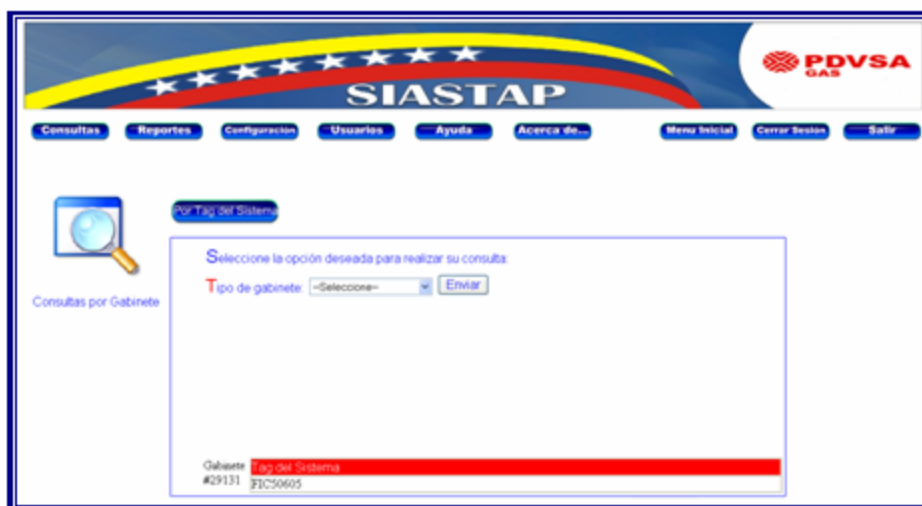 SIASTAP
PDVSA
GAS
Consultas Reportes Configuración Usuarios Ayuda Acerca de... Menu Inicial Cerrar Sesión Salir
Por Tag del Sistema
Seleccione la opción deseada para realizar su consulta:
Tipo de gabinete: --Seleccione-- Enviar
Consultas por Gabinete
Gabinete Tag del Sistema
#29131 FIC50605